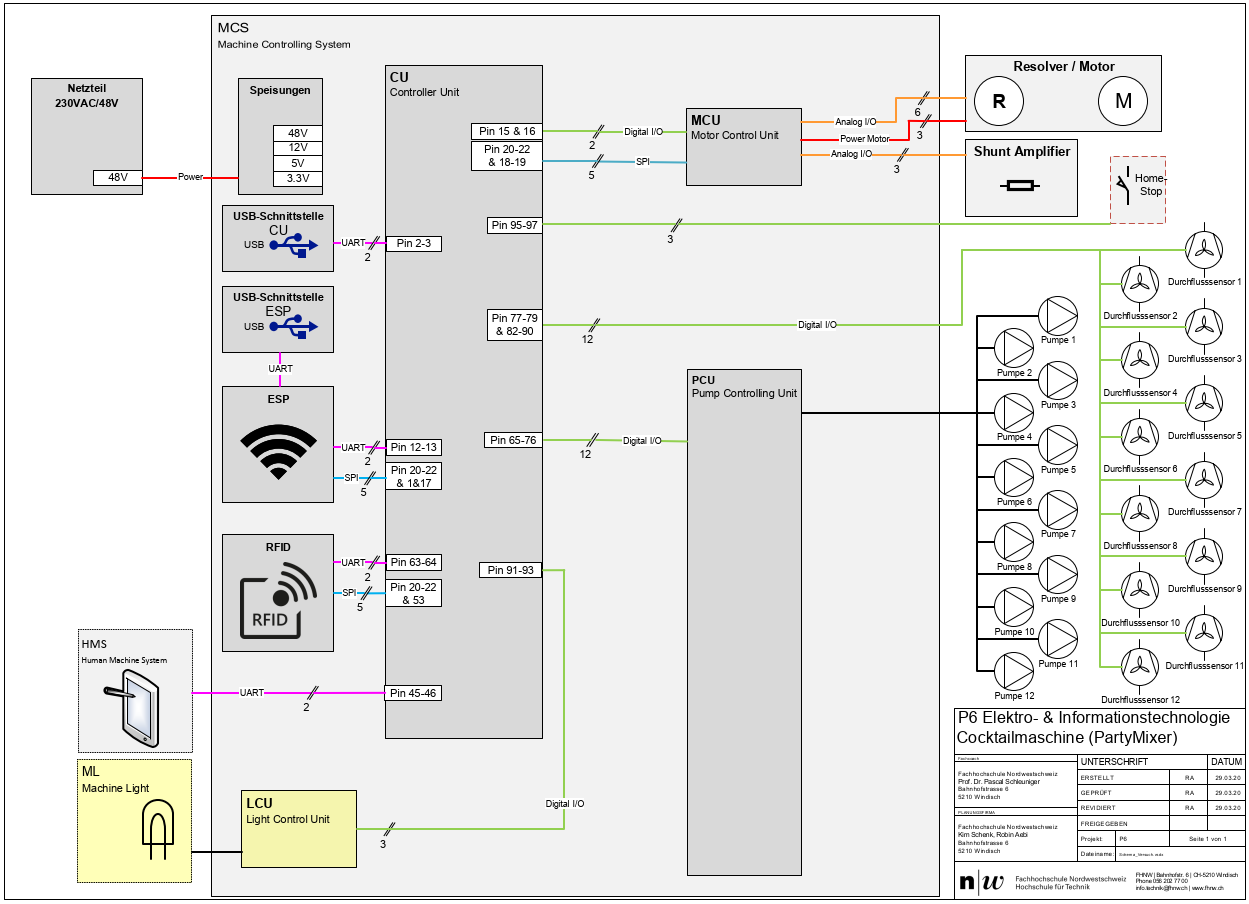 MCS
Machine Controlling System
Netzteil
230VAC/48V
48V
Power
Speisungen
48V
12V
5V
3.3V
CU
Controller Unit
Pin 15 & 16
Pin 20-22
& 18-19
2
Digital I/O
5
SPI
MCU
Motor Control Unit
Analog I/O
6
Power Motor
3
Analog I/O
3
Resolver / Motor
R
M
Shunt Amplifier
Home-
Stop
USB-Schnittstelle
CU
USB
UART
2
Pin 2-3
Pin 95-97
3
USB-Schnittstelle
ESP
USB
UART
Pin 77-79
& 82-90
12
Digital I/O
ESP
UART
2
Pin 12-13
SPI
5
Pin 20-22
& 1&17
Pin 65-76
12
Digital I/O
PCU
Pump Controlling Unit
RFID
RFID
UART
2
Pin 63-64
SPI
5
Pin 20-22
& 53
Pin 91-93
HMS
Human Machine System
UART
2
Pin 45-46
ML
Machine Light
LCU
Light Control Unit
3
Digital I/O
Pumpe 1
Pumpe 2
Pumpe 3
Pumpe 4
Pumpe 5
Pumpe 6
Pumpe 7
Pumpe 8
Pumpe 9
Pumpe 10
Pumpe 11
Pumpe 12
Durchflusssensor 1
Durchflusssensor 2
Durchflusssensor 3
Durchflusssensor 4
Durchflusssensor 5
Durchflusssensor 6
Durchflusssensor 7
Durchflusssensor 8
Durchflusssensor 9
Durchflusssensor 10
Durchflusssensor 11
Durchflusssensor 12
P6 Elektro- & Informationstechnologie
Cocktailmaschine (PartyMixer)
Fachcoach
Fachhochschule Nordwestschweiz
Prof. Dr. Pascal Schleuniger
Bahnhofstrasse 6
5210 Windisch
PLANUNGSFIRMA
Fachhochschule Nordwestschweiz
Kim Schenk, Robin Aebi
Bahnhofstrasse 6
5210 Windisch
UNTERSCHRIFT DATUM
ERSTELLT RA 29.03.20
GEPRÜFT RA 29.03.20
REVIDIERT RA 29.03.20
FREIGEGEBEN
Projekt: P6 Seite 1 von 1
Dateiname:
n w
Fachhochschule Nordwestschweiz
Hochschule für Technik
FHNW | Bahnhofstr. 6 | CH-5210 Windisch
Phone 056 202 77 00
info.technik@fhnw.ch | www.fhnw.ch